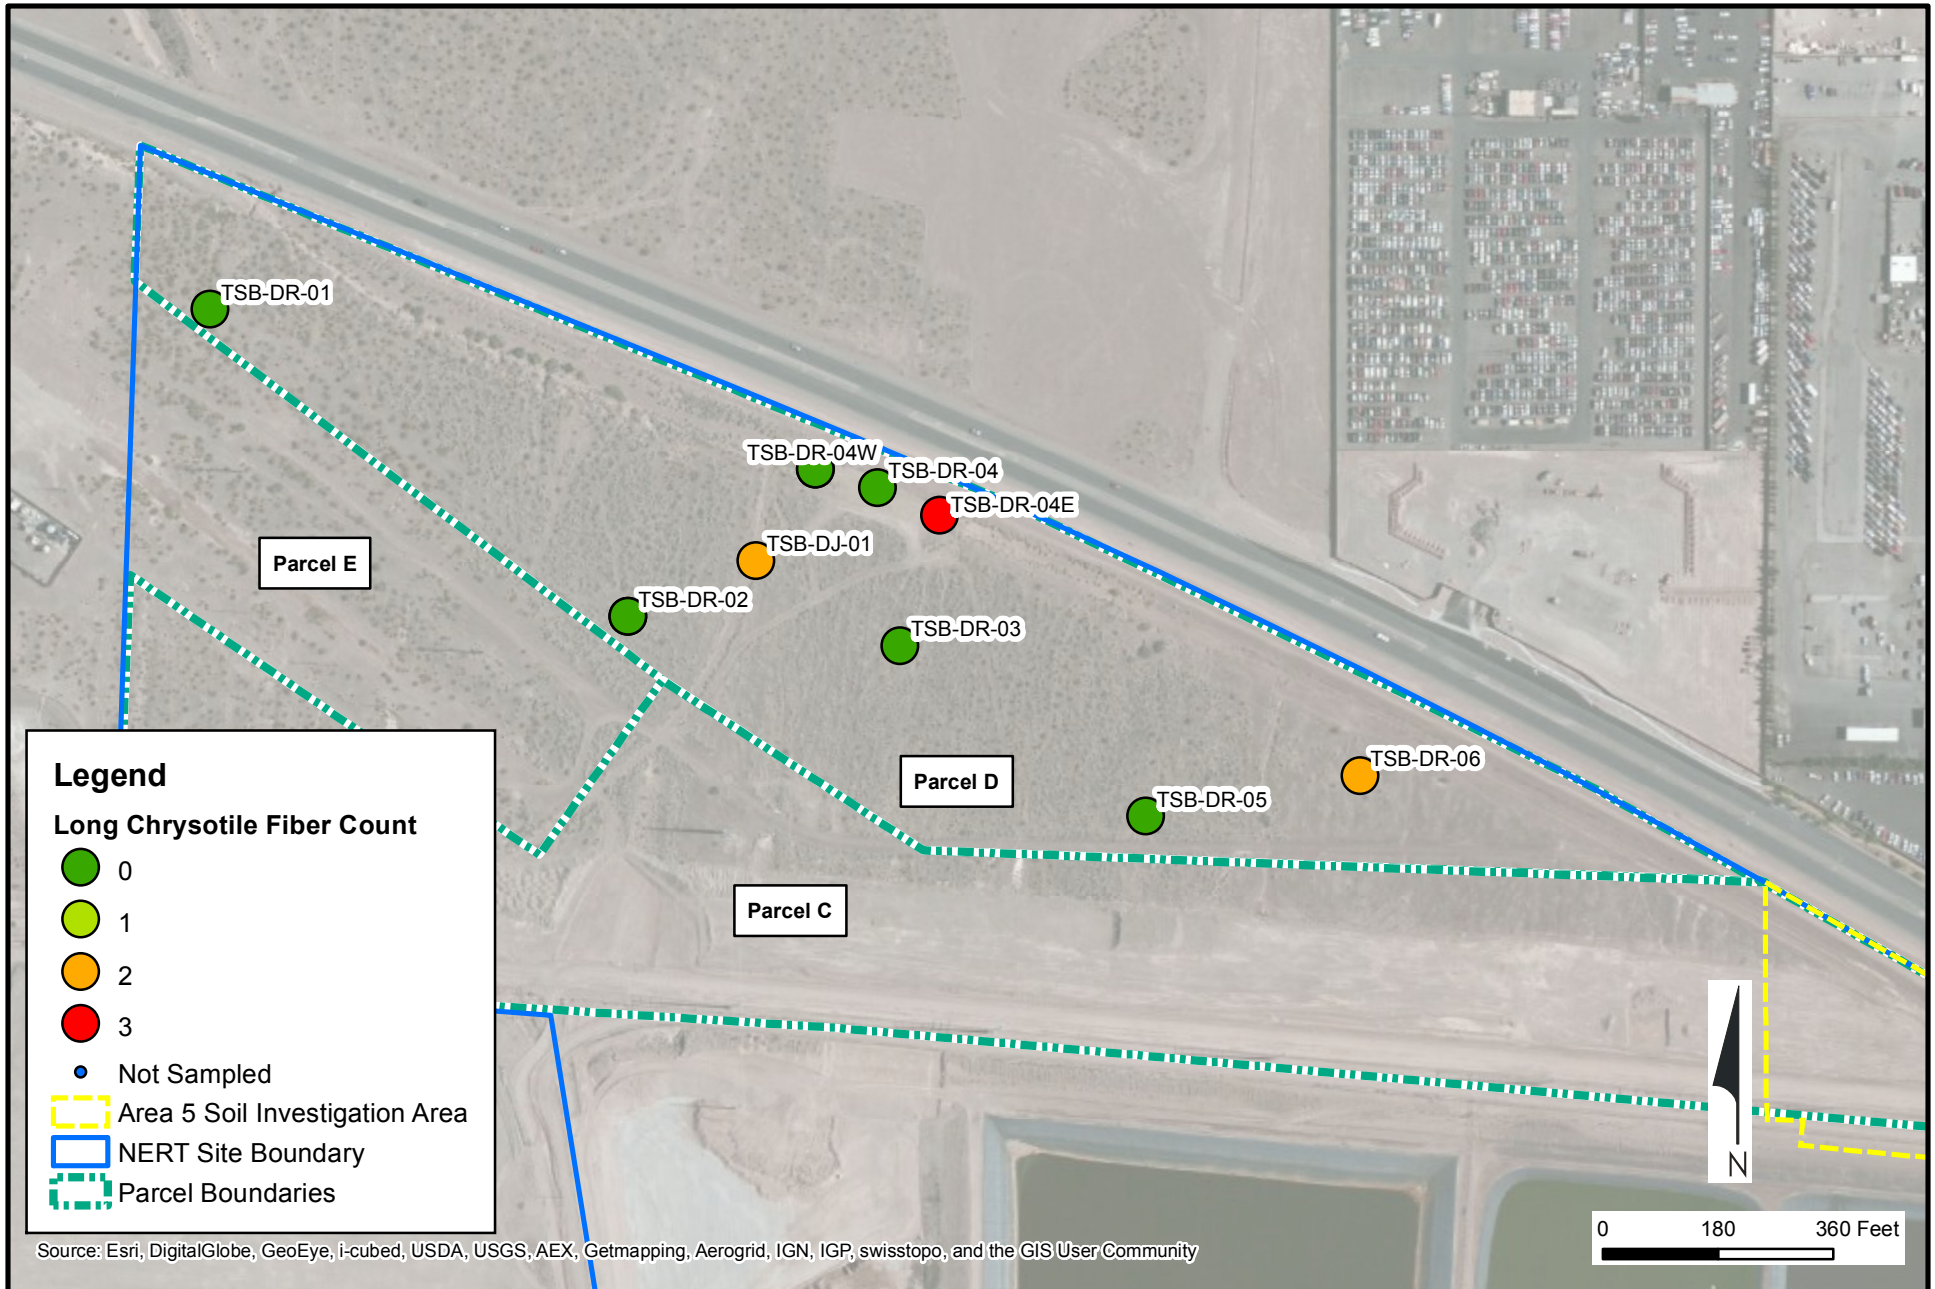 TSB-DR-01
TSB-DR-04W
TSB-DR-04
TSB-DR-04E
TSB-DJ-01
Parcel E
TSB-DR-02
TSB-DR-03
Parcel D
TSB-DR-06
TSB-DR-05
Parcel C
Legend
Long Chrysotile Fiber Count
0
1
2
3
Not Sampled
Area 5 Soil Investigation Area
NERT Site Boundary
Parcel Boundaries
N
0 180 360 Feet
Source: Esri, DigitalGlobe, GeoEye, i-cubed, USDA, USGS, AEX, Getmapping, Aerogrid, IGN, IGP, swisstopo, and the GIS User Community